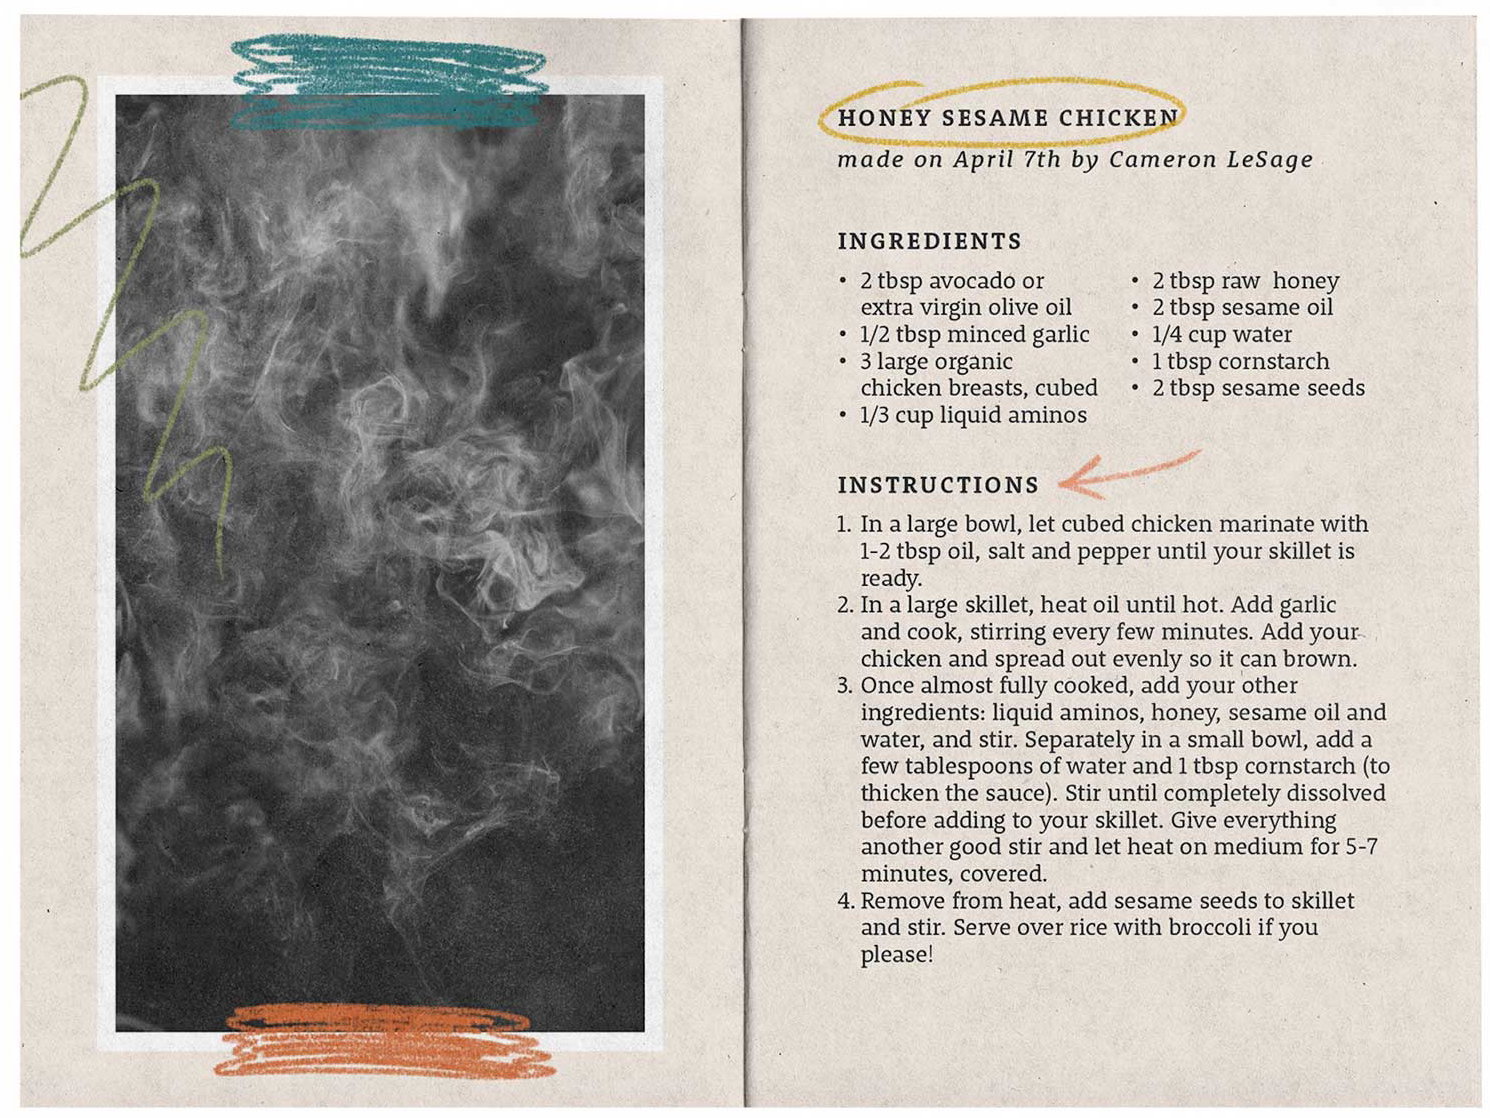 HONEY SESAME CHICKEN
made on April 7th by Cameron LeSage
INGREDIENTS
• 2 tbsp avocado or
extra virgin olive oil
• 1/2 tbsp minced garlic
• 3 large organic
chicken breasts, cubed
• 1/3 cup liquid aminos
• 2 tbsp raw honey
• 2 tbsp sesame oil
• 1/4 cup water
• 1 tbsp cornstarch
• 2 tbsp sesame seeds
INSTRUCTIONS
1. In a large bowl, let cubed chicken marinate with
1-2 tbsp oil, salt and pepper until your skillet is
ready.
2. In a large skillet, heat oil until hot. Add garlic
and cook, stirring every few minutes. Add your
chicken and spread out evenly so it can brown.
3. Once almost fully cooked, add your other
ingredients: liquid aminos, honey, sesame oil and
water, and stir. Separately in a small bowl, add a
few tablespoons of water and 1 tbsp cornstarch (to
thicken the sauce). Stir until completely dissolved
before adding to your skillet. Give everything
another good stir and let heat on medium for 5-7
minutes, covered.
4. Remove from heat, add sesame seeds to skillet
and stir. Serve over rice with broccoli if you
please!